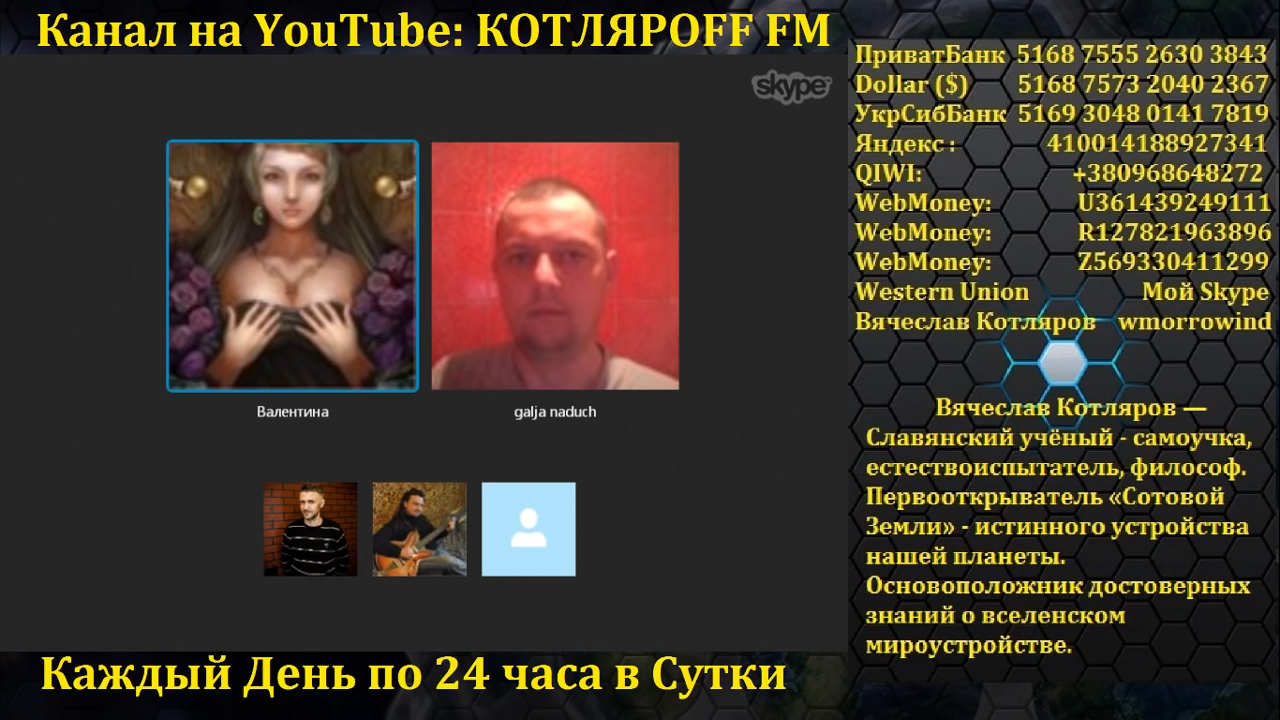 Канал на YouTube: КОТЛЯРОFF FM
skype
Валентина
galja naduch
Каждый День по 24 часа в Сутки
ПриватБанк 5168 7555 2630 3843
Dollar ($) 5168 7573 2040 2367
УкрСибБанк 5169 3048 0141 7819
Яндекс : 410014188927341
QIWI: +380968648272
WebMoney: U361439249111
WebMoney: R127821963896
WebMoney: Z569330411299
Western Union Мой Skype
Вячеслав Котляров wmorrowind
Вячеслав Котляров —
Славянский учёный - самоучка,
естествоиспытатель, философ.
Первооткрыватель «Сотовой
Земли» - истинного устройства
нашей планеты.
Основоположник достоверных
знаний о вселенском
мироустройстве.